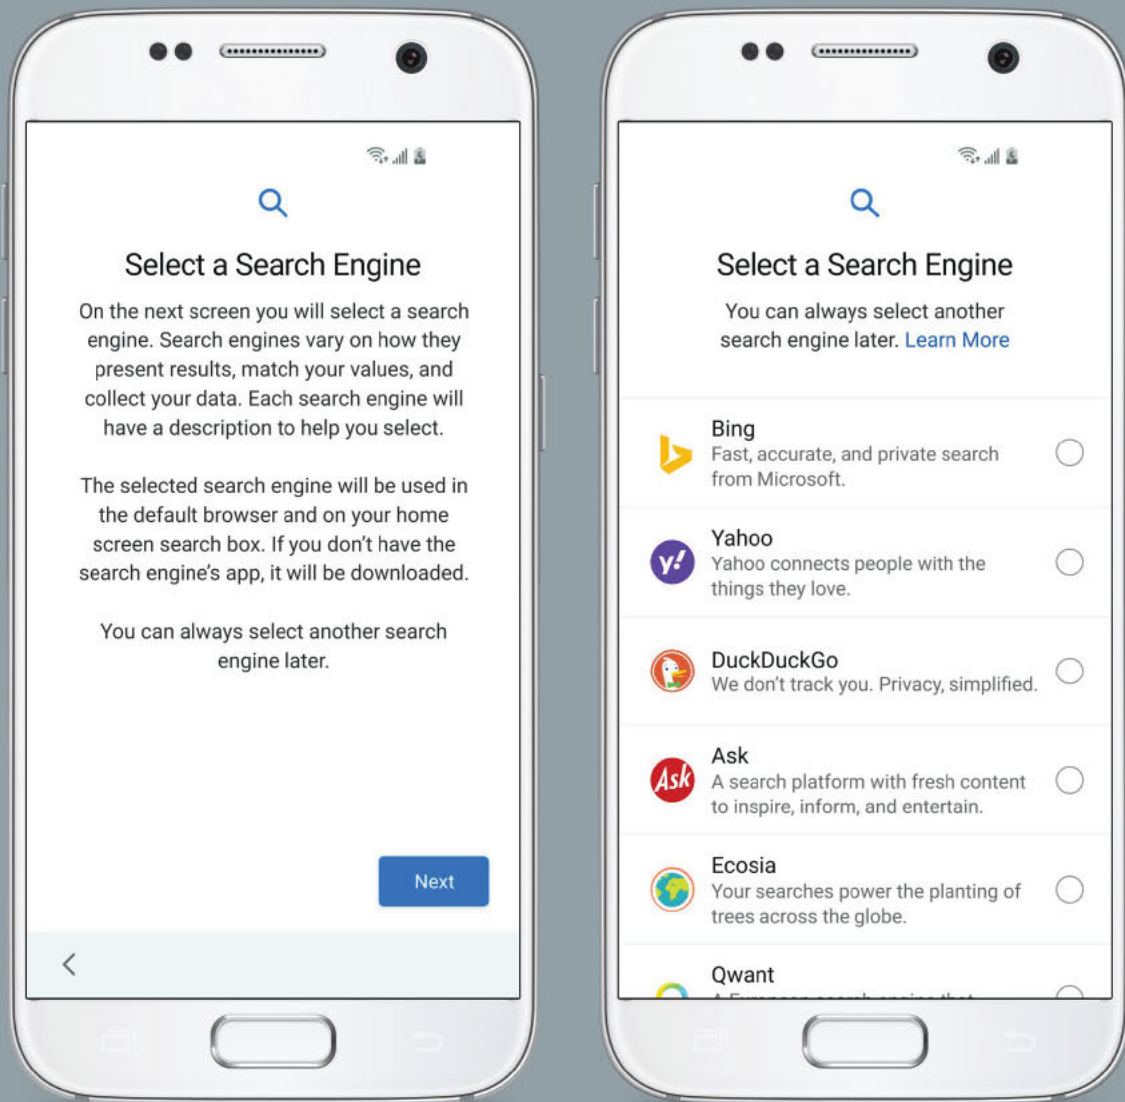 Select a Search Engine
On the next screen you will select a search
engine. Search engines vary on how they
present results, match your values, and
collect your data. Each search engine will
have a description to help you select.
The selected search engine will be used in
the default browser and on your home
screen search box. If you don't have the
search engine's app, it will be downloaded.
You can always select another search
engine later.
Next
Select a Search Engine
You can always select another
search engine later. Learn More
Bing
Fast, accurate, and private search
from Microsoft.
y!
Yahoo
Yahoo connects people with the
things they love.
DuckDuckGo
We don't track you. Privacy, simplified.
Ask
Ask
A search platform with fresh content
to inspire, inform, and entertain.
Ecosia
Your searches power the planting of
trees across the globe.
Qwant
A European search engine that